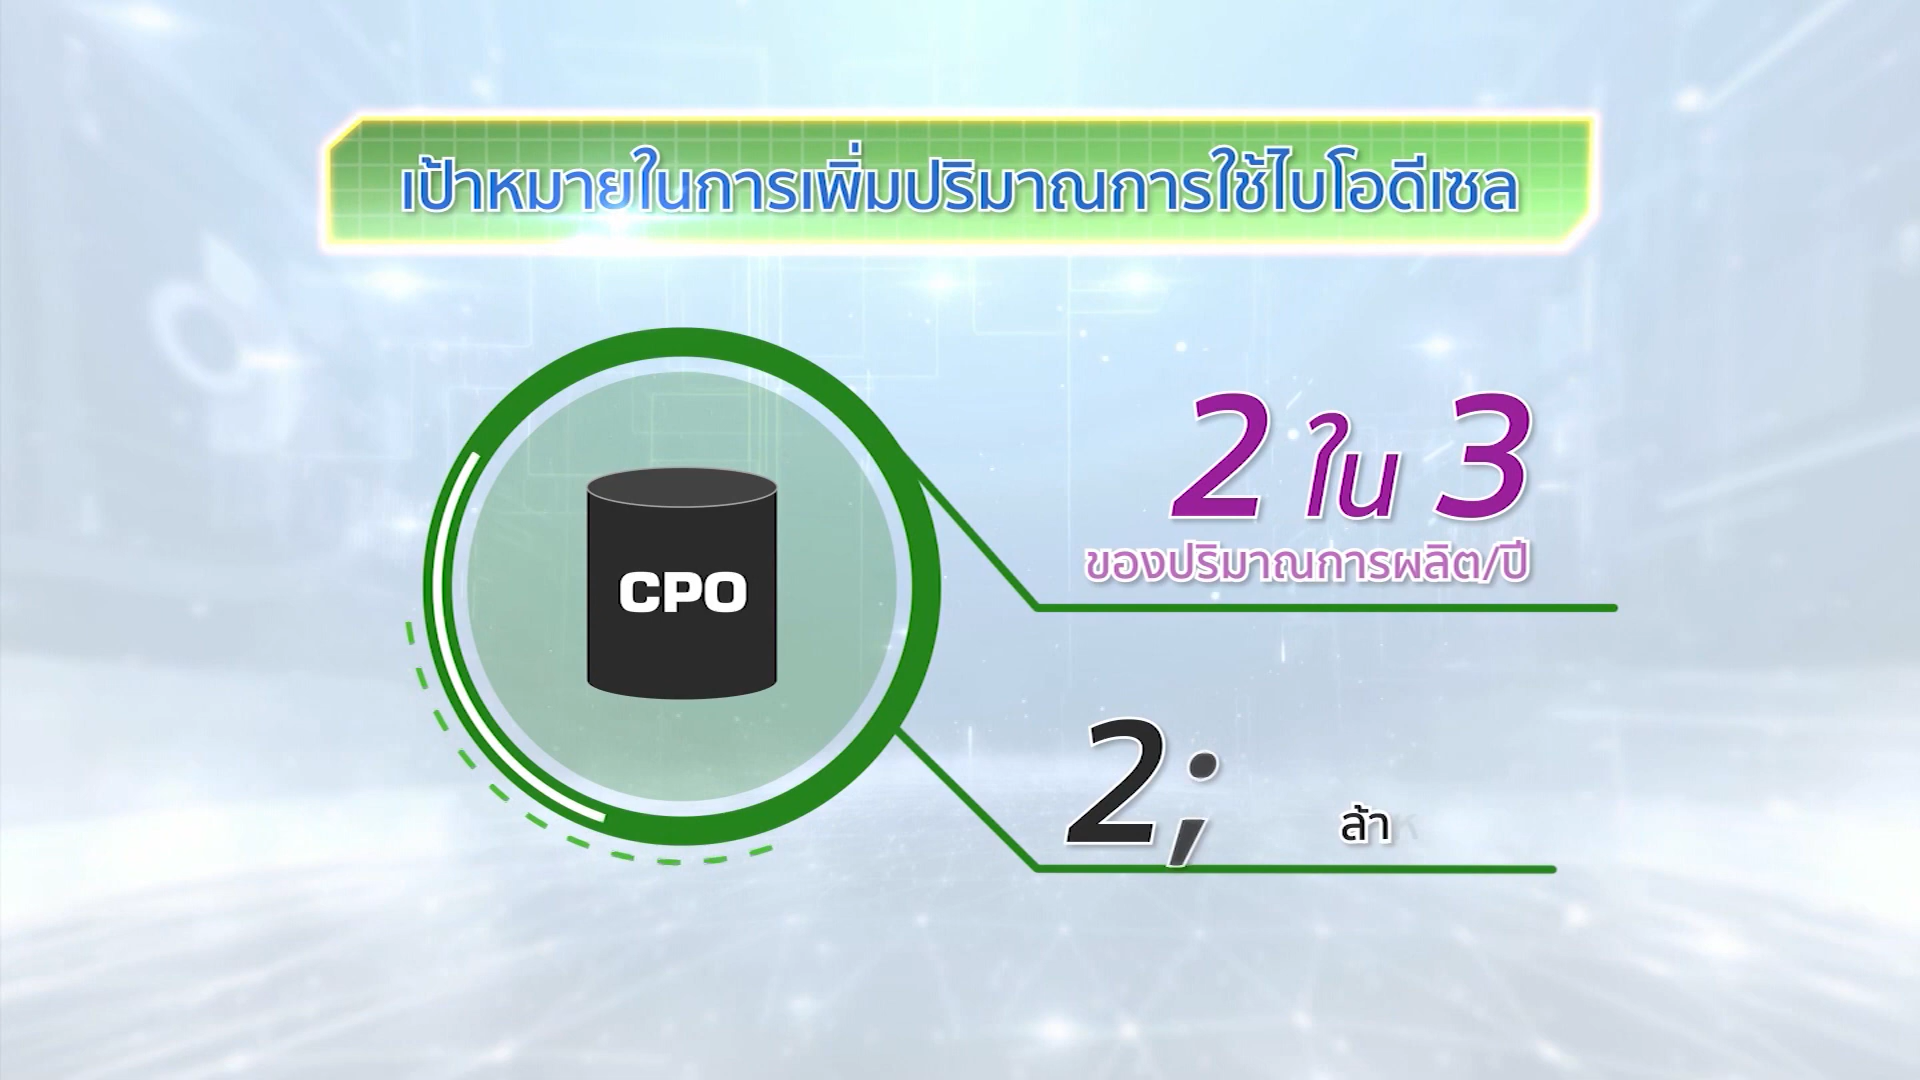 เป้าหมายในการเพิ่มปริมาณการใช้ไบโอดีเซล
CPO
2 ใน 3
ของปริมาณการผลิต/ปี
2;
ล้า